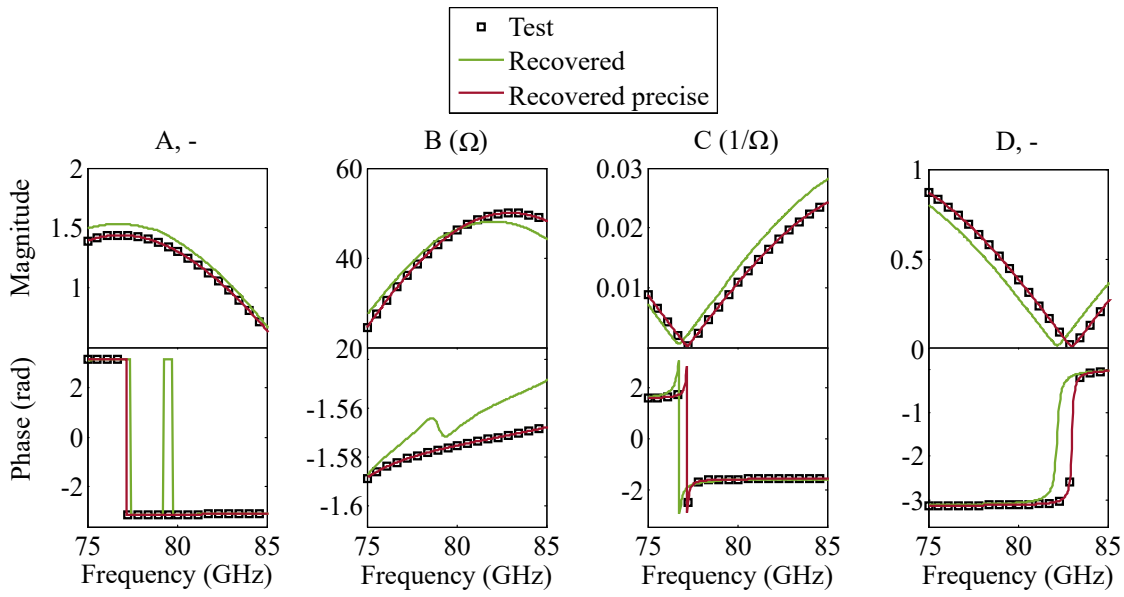 Test
Recovered
Recovered precise
A, -
B (Ω)
C (1/Ω)
D, -
Magnitude
2
1.5
1
60
40
20
0.03
0.02
0.01
1
0.5
0
Phase (rad)
2
0
-2
20
-1.56
-1.58
-1.6
2
0
-2
0
-1
-2
-3
75 80 85
75 80 85
75 80 85
75 80 85
Frequency (GHz)
Frequency (GHz)
Frequency (GHz)
Frequency (GHz)